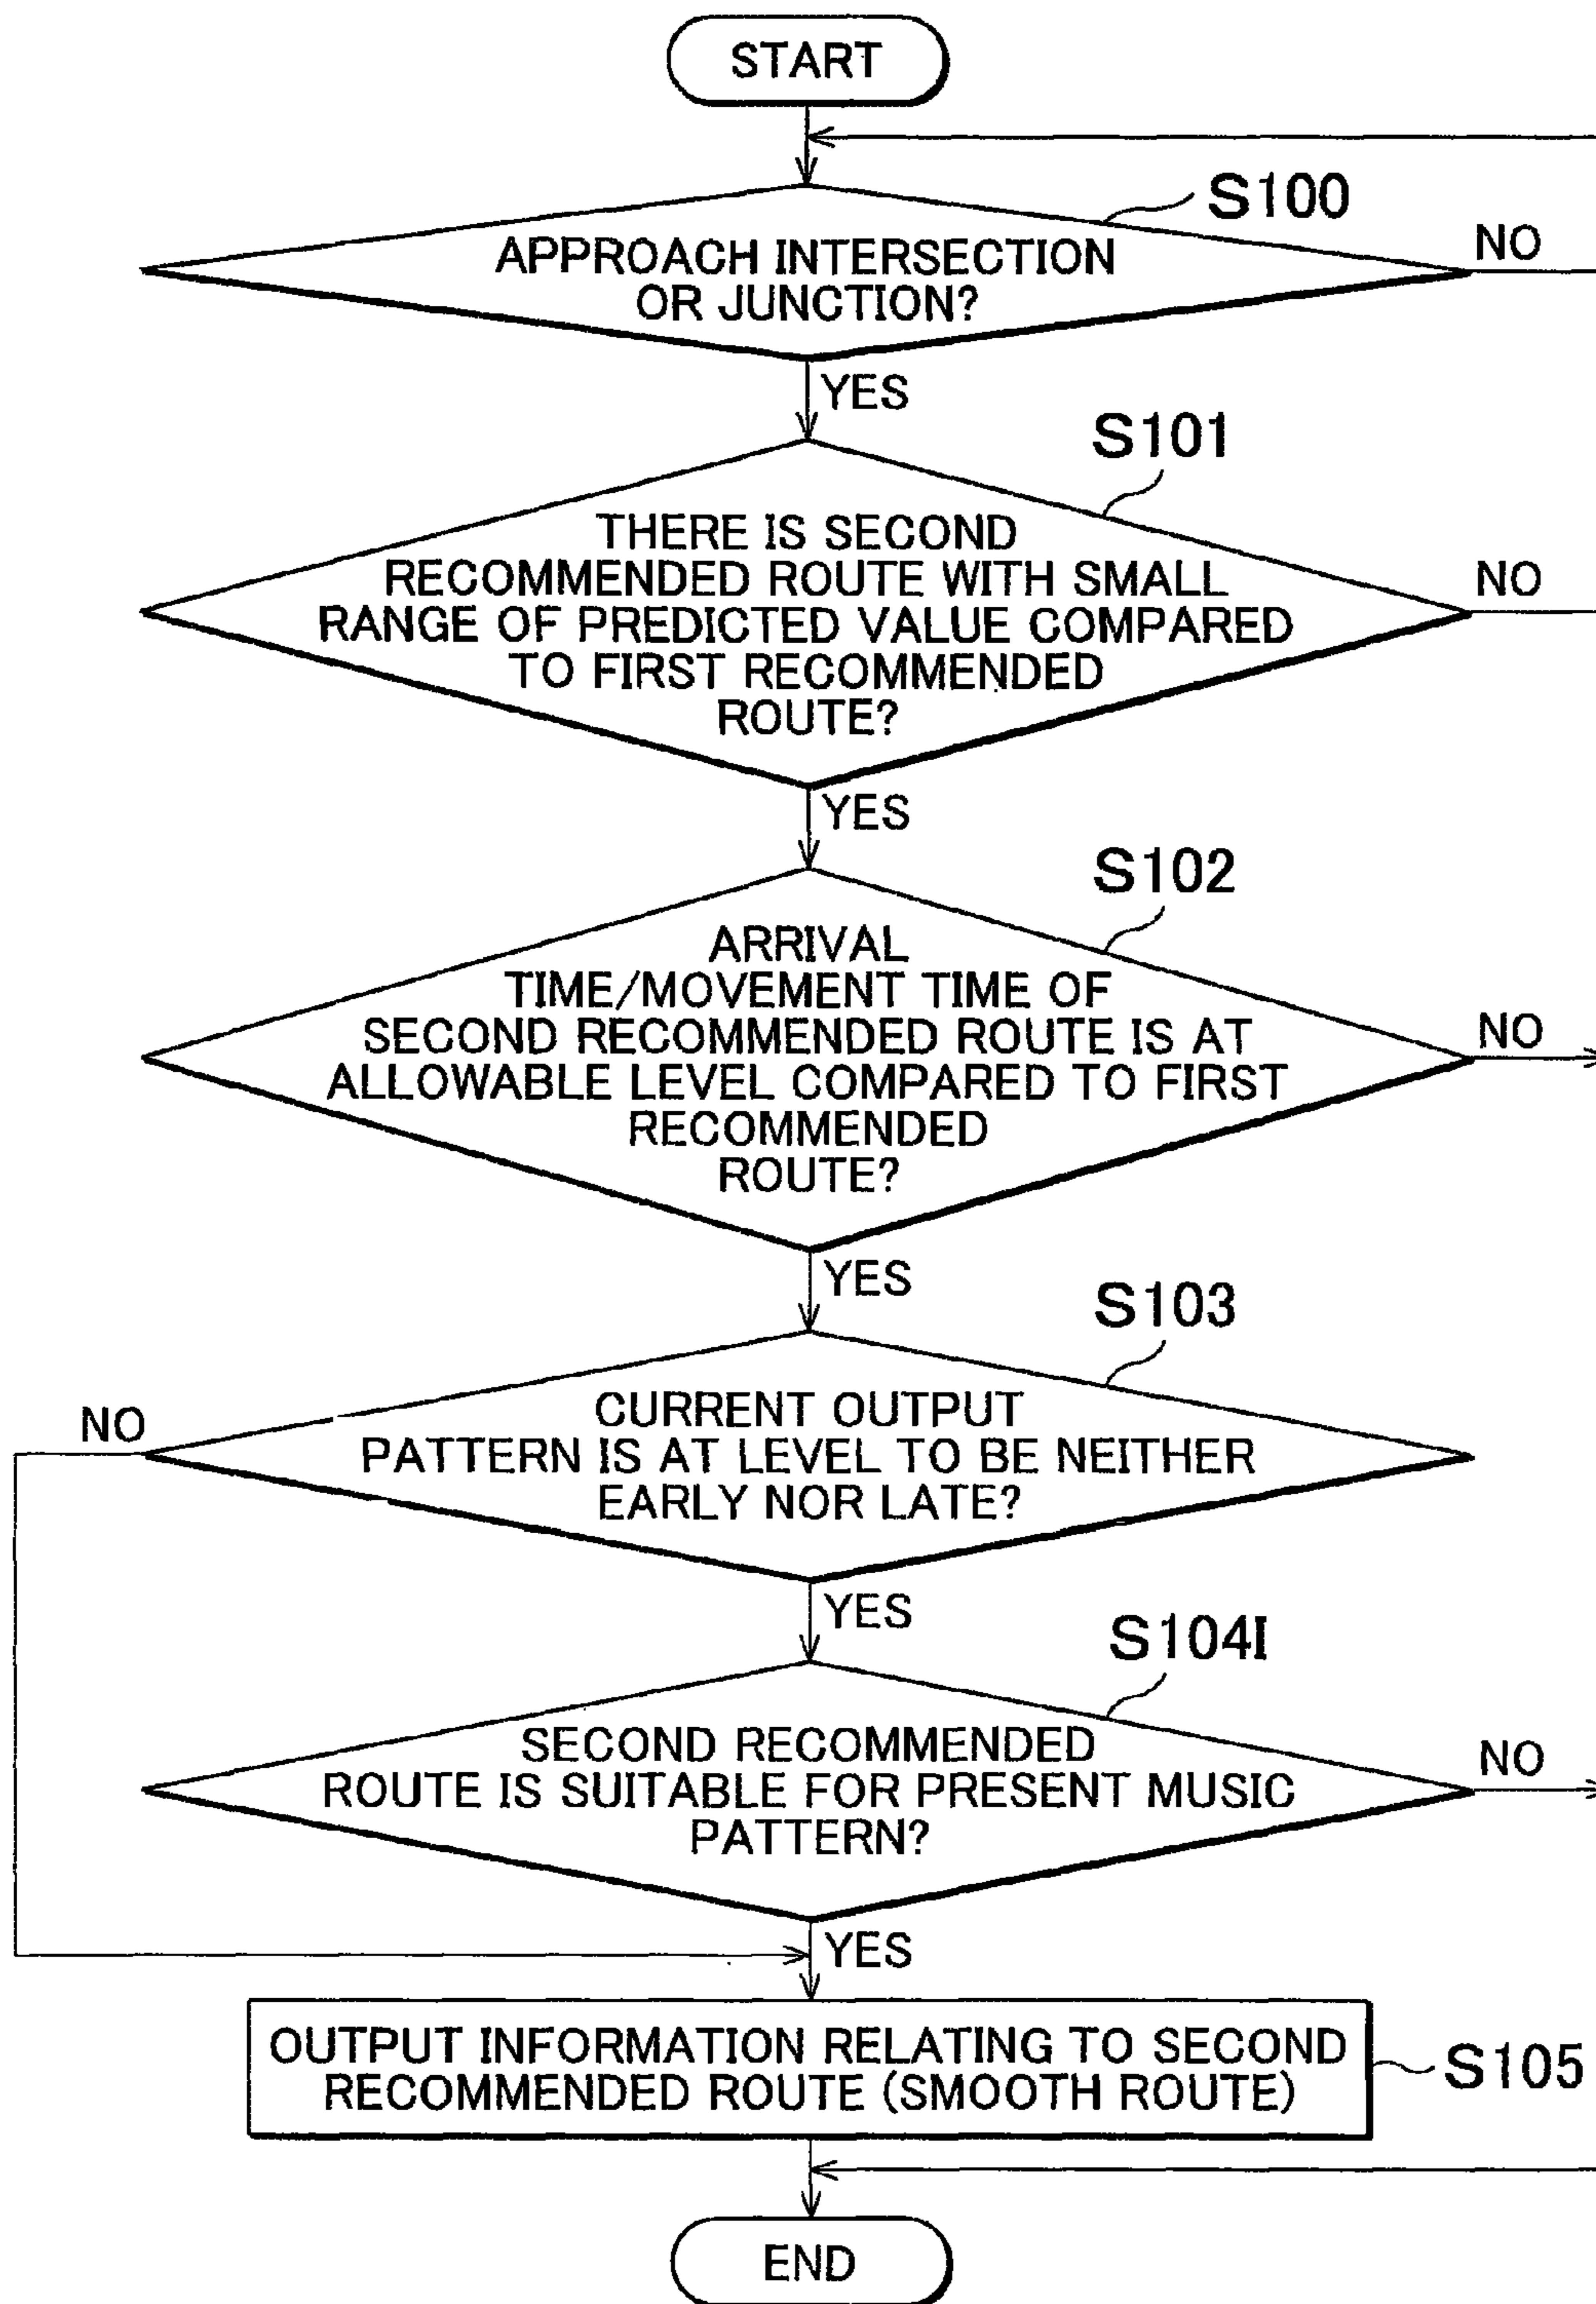 START
S100
APPROACH INTERSECTION
OR JUNCTION?
NO
YES
S101
THERE IS SECOND
RECOMMENDED ROUTE WITH SMALL
RANGE OF PREDICTED VALUE COMPARED
TO FIRST RECOMMENDED
ROUTE?
NO
YES
S102
ARRIVAL
TIME/MOVEMENT TIME OF
SECOND RECOMMENDED ROUTE IS AT
ALLOWABLE LEVEL COMPARED TO FIRST
RECOMMENDED
ROUTE?
NO
YES
S103
NO
CURRENT OUTPUT
PATTERN IS AT LEVEL TO BE NEITHER
EARLY NOR LATE?
YES
S104I
SECOND RECOMMENDED
ROUTE IS SUITABLE FOR PRESENT MUSIC
PATTERN?
NO
YES
OUTPUT INFORMATION RELATING TO SECOND
RECOMMENDED ROUTE (SMOOTH ROUTE)
S105
END